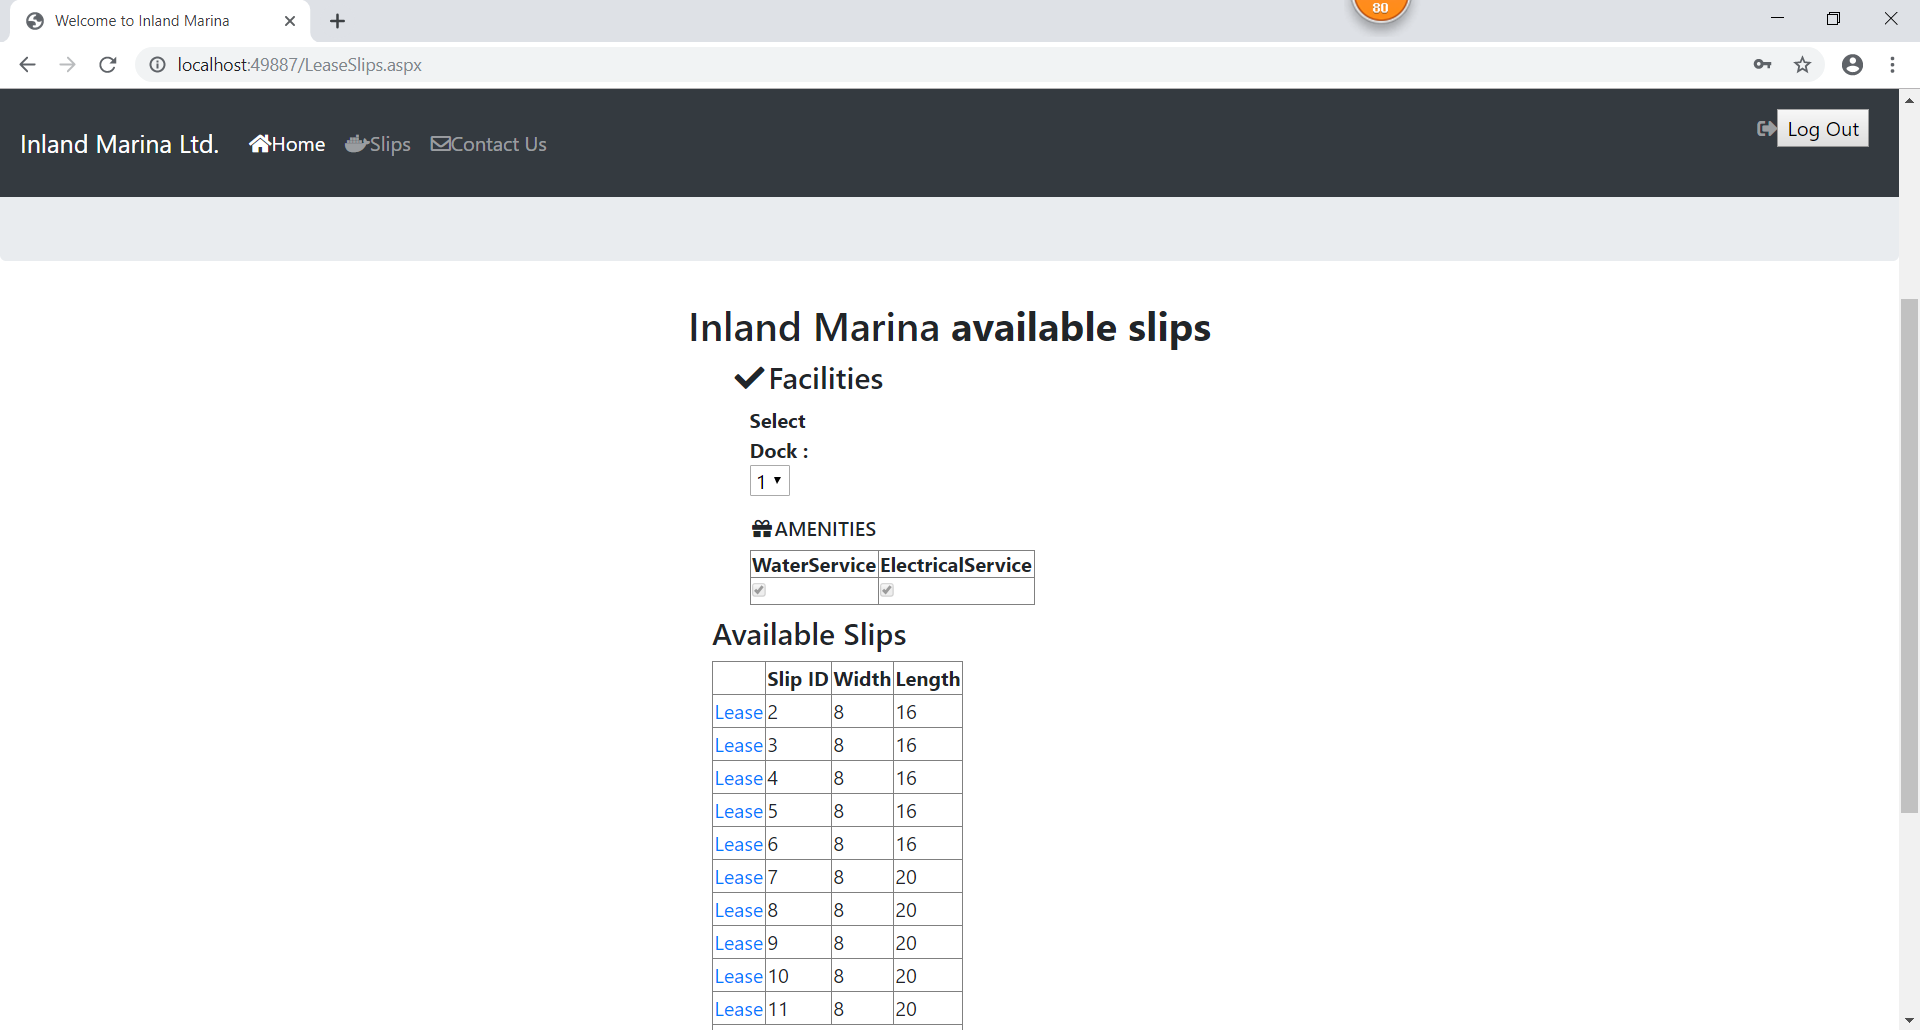 Welcome to Inland Marina
80
localhost:49887/LeaseSlips.aspx
Inland Marina Ltd. Home Slips Contact Us Log Out
Inland Marina available slips
Facilities
Select
Dock :
1
AMENITIES
WaterService ElectricalService
Available Slips
Slip ID Width Length
Lease 2 8 16
Lease 3 8 16
Lease 4 8 16
Lease 5 8 16
Lease 6 8 16
Lease 7 8 20
Lease 8 8 20
Lease 9 8 20
Lease 10 8 20
Lease 11 8 20